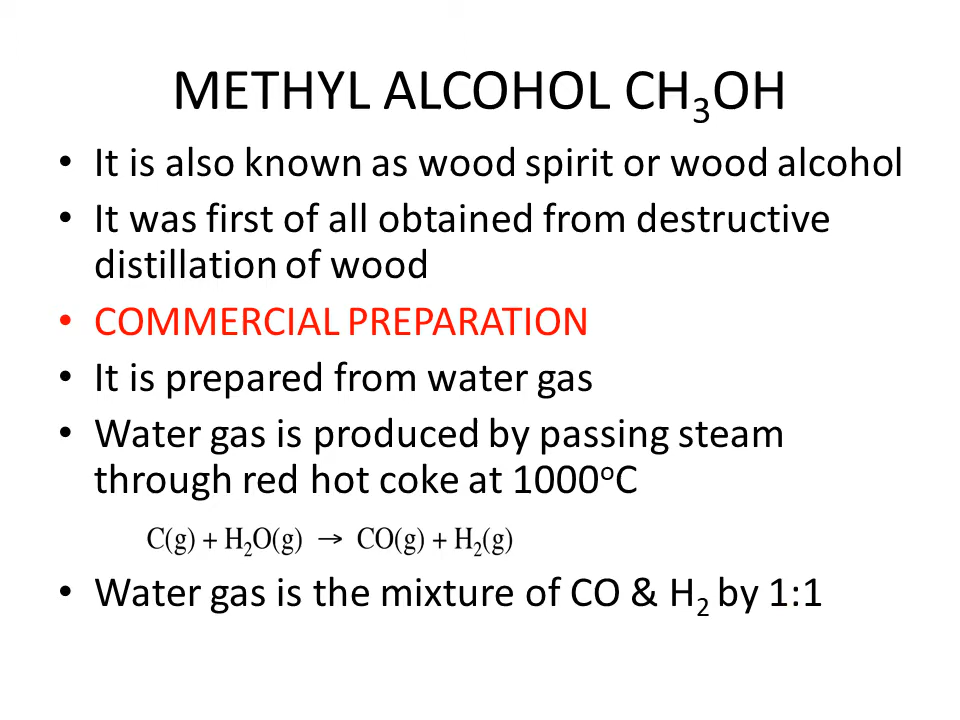 METHYL ALCOHOL CH₃OH
• It is also known as wood spirit or wood alcohol
• It was first of all obtained from destructive
distillation of wood
• COMMERCIAL PREPARATION
• It is prepared from water gas
• Water gas is produced by passing steam
through red hot coke at 1000ᵒC
C(g) + H₂O(g) → CO(g) + H₂(g)
• Water gas is the mixture of CO & H₂ by 1:1